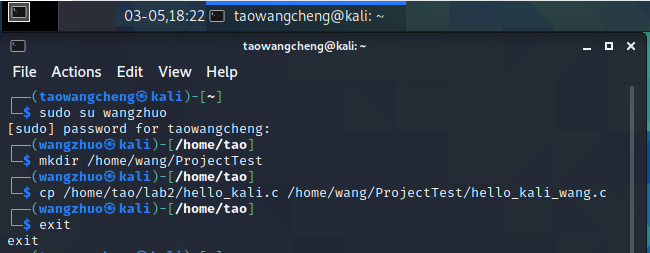 03-05,18:22 taowangcheng@kali: ~
taowangcheng@kali: ~
File Actions Edit View Help
┌──(taowangcheng㉿kali)-[~]
└─$ sudo su wangzhuo
[sudo] password for taowangcheng:
┌──(wangzhuo㉿kali)-[/home/tao]
└─$ mkdir /home/wang/ProjectTest
┌──(wangzhuo㉿kali)-[/home/tao]
└─$ cp /home/tao/lab2/hello_kali.c /home/wang/ProjectTest/hello_kali_wang.c
┌──(wangzhuo㉿kali)-[/home/tao]
└─$ exit
exit